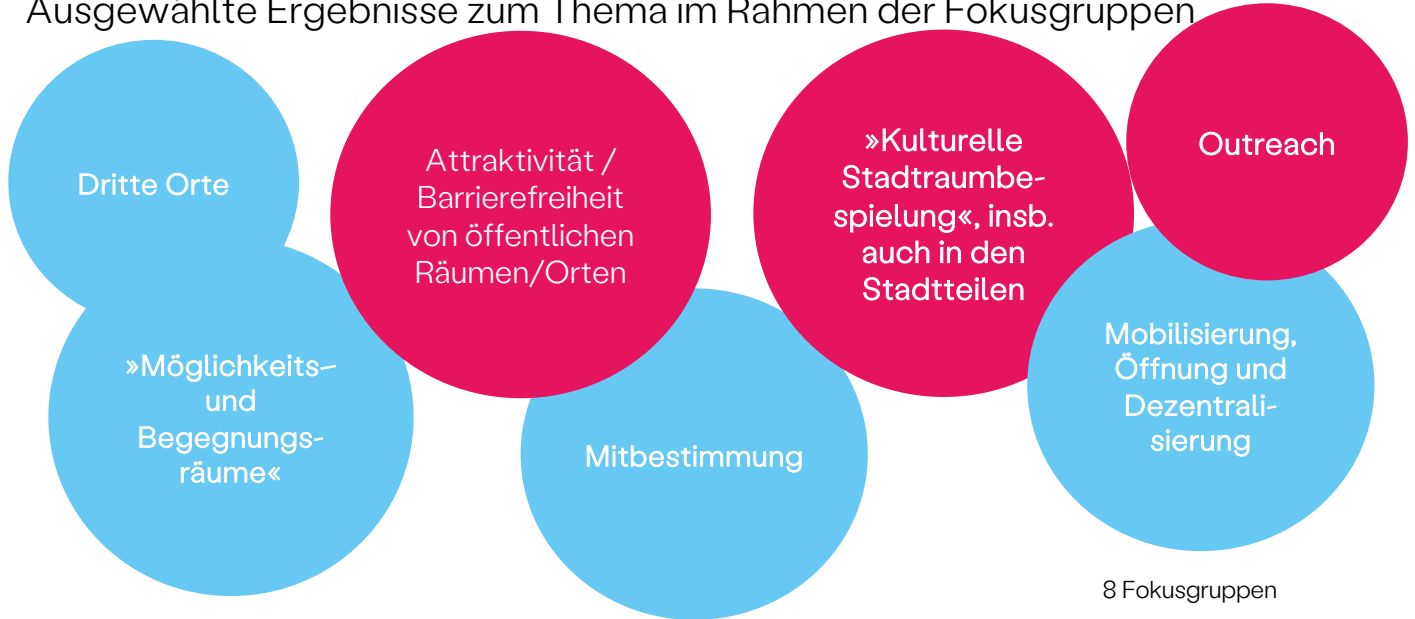 Ausgewählte Ergebnisse zum Thema im Rahmen der Fokusgruppen
Dritte Orte
Attraktivität /
Barrierefreiheit
von öffentlichen
Räumen/Orten
»Kulturelle
Stadtraumbe-
spielung«, insb.
auch in den
Stadtteilen
Outreach
»Möglichkeits-
und
Begegnungs-
räume«
Mitbestimmung
Mobilisierung,
Öffnung und
Dezentrali-
sierung
8 Fokusgruppen